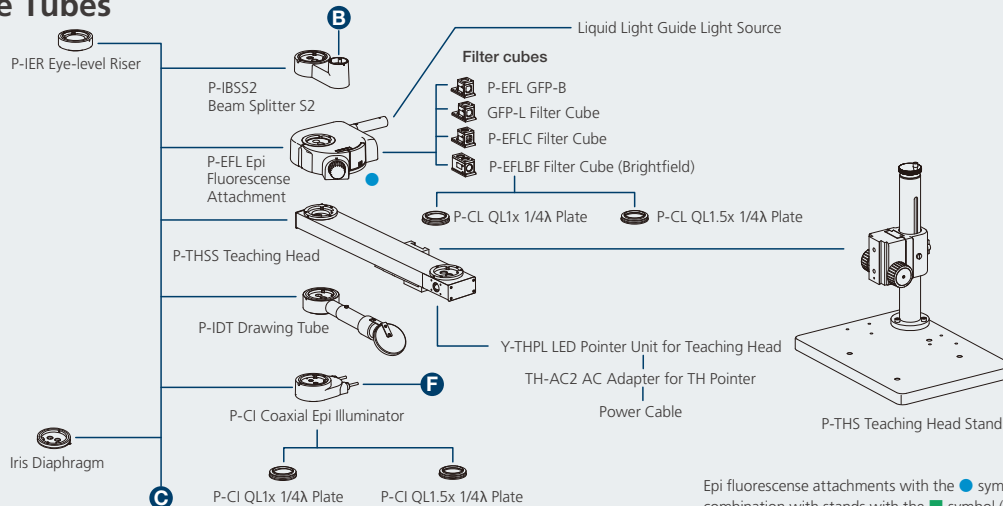 e Tubes
B
Liquid Light Guide Light Source
P-IER Eye-level Riser
Filter cubes
P-IBSS2
Beam Splitter S2
P-EFL GFP-B
GFP-L Filter Cube
P-EFLC Filter Cube
P-EFL Epi
Fluorescense
Attachment
P-EFLBF Filter Cube (Brightfield)
P-CL QL1x 1/4λ Plate
P-CL QL1.5x 1/4λ Plate
P-THSS Teaching Head
P-IDT Drawing Tube
Y-THPL LED Pointer Unit for Teaching Head
TH-AC2 AC Adapter for TH Pointer
Power Cable
F
P-CI Coaxial Epi Illuminator
P-THS Teaching Head Stand
Iris Diaphragm
C
P-CI QL1x 1/4λ Plate
P-CI QL1.5x 1/4λ Plate
Epi fluorescense attachments with the ● sym
combination with stands with the ■ symbol (